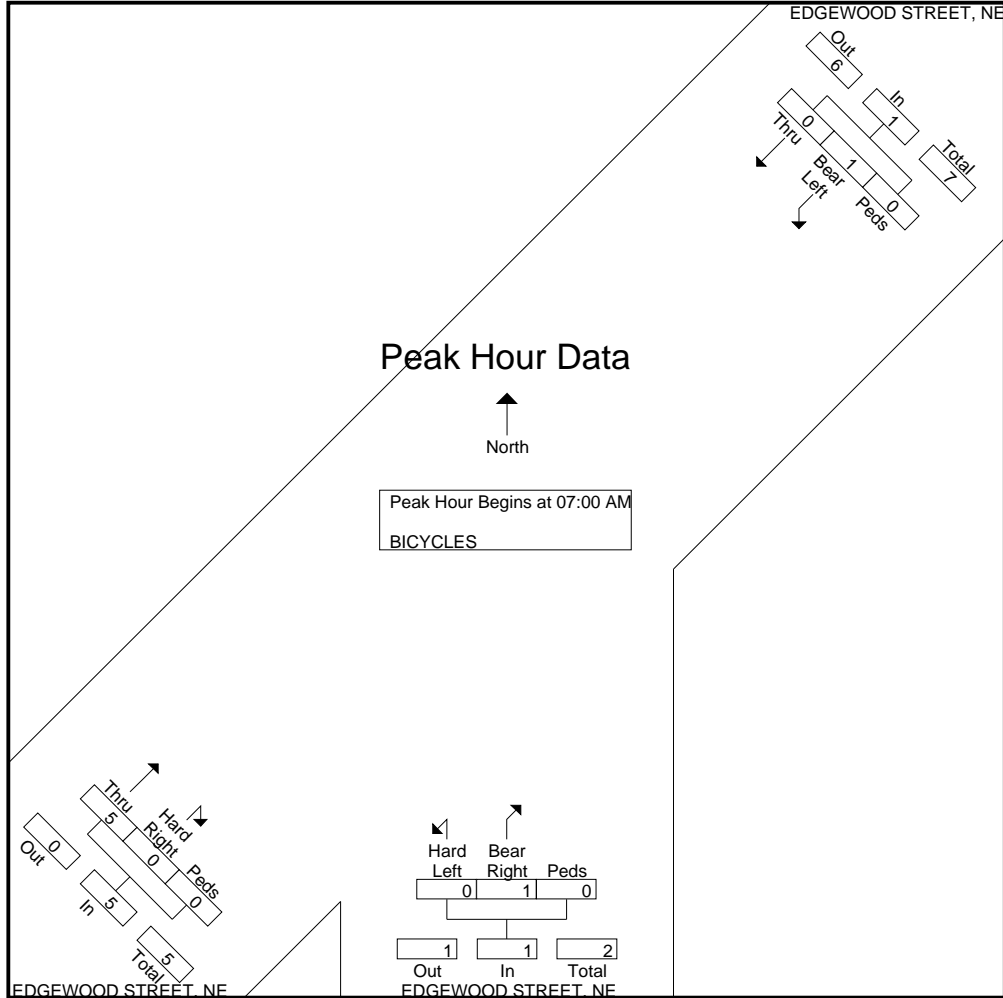 EDGEWOOD STREET, NE
Out
6
In
1
Total
7
0
1
0
Thru
Bear
Left
Peds
Peak Hour Data
North
Peak Hour Begins at 07:00 AM
BICYCLES
Thru
Hard
Right
Peds
5
0
0
0
Out
5
In
5
Total
EDGEWOOD STREET, NE
Hard Bear
Left Right Peds
0 1 0
1 1 2
Out In Total
EDGEWOOD STREET, NE